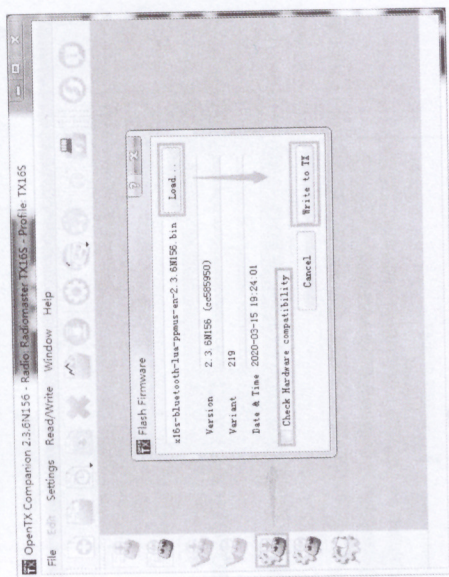 OpenTX Companion 2.3.6N156 - Radio: Radiomaster TX16S - Profile: TX16S
File Edit Settings Read/Write Window Help
Flash Firmware
x16s-bluetooth-lua-ppmus-en-2.3.6N156.bin
Load...
Version 2.3.6N156 (cc585950)
Variant 219
Date & Time 2020-03-15 19:24:01
Check Hardware compatibility
Cancel
Write to TX